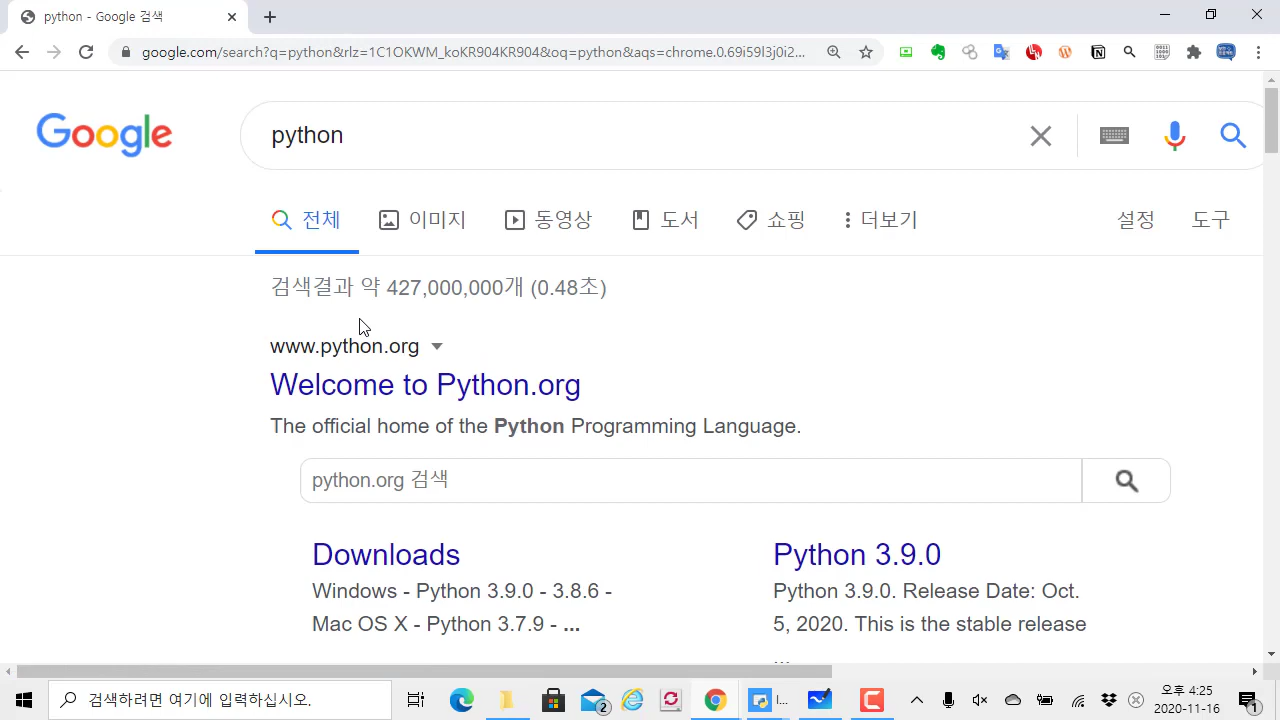 python - Google 검색
google.com/search?q=python&rlz=1C1OKWM_koKR904KR904&oq=python&aqs=chrome.0.69i59l3j0i2...
Google
python
전체 이미지 동영상 도서 쇼핑 더보기 설정 도구
검색결과 약 427,000,000개 (0.48초)
www.python.org
Welcome to Python.org
The official home of the Python Programming Language.
python.org 검색
Downloads
Windows - Python 3.9.0 - 3.8.6 -
Mac OS X - Python 3.7.9 - ...
Python 3.9.0
Python 3.9.0. Release Date: Oct.
5, 2020. This is the stable release
...
검색하려면 여기에 입력하십시오.
2
I...
오후 4:25
2020-11-16
1